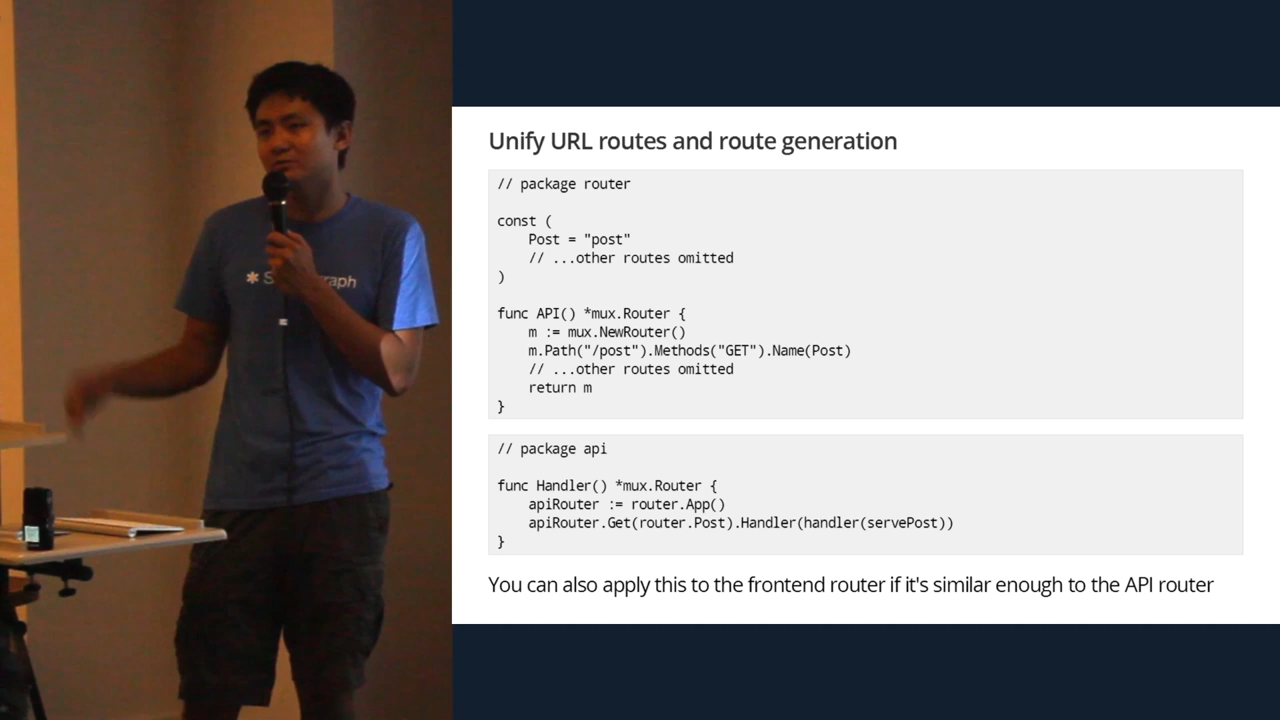 Unify URL routes and route generation
// package router
const (
    Post = "post"
    // ...other routes omitted
)
func API() *mux.Router {
    m := mux.NewRouter()
    m.Path("/post").Methods("GET").Name(Post)
    // ...other routes omitted
    return m
}
// package api
func Handler() *mux.Router {
    apiRouter := router.App()
    apiRouter.Get(router.Post).Handler(handler(servePost))
}
You can also apply this to the frontend router if it's similar enough to the API router